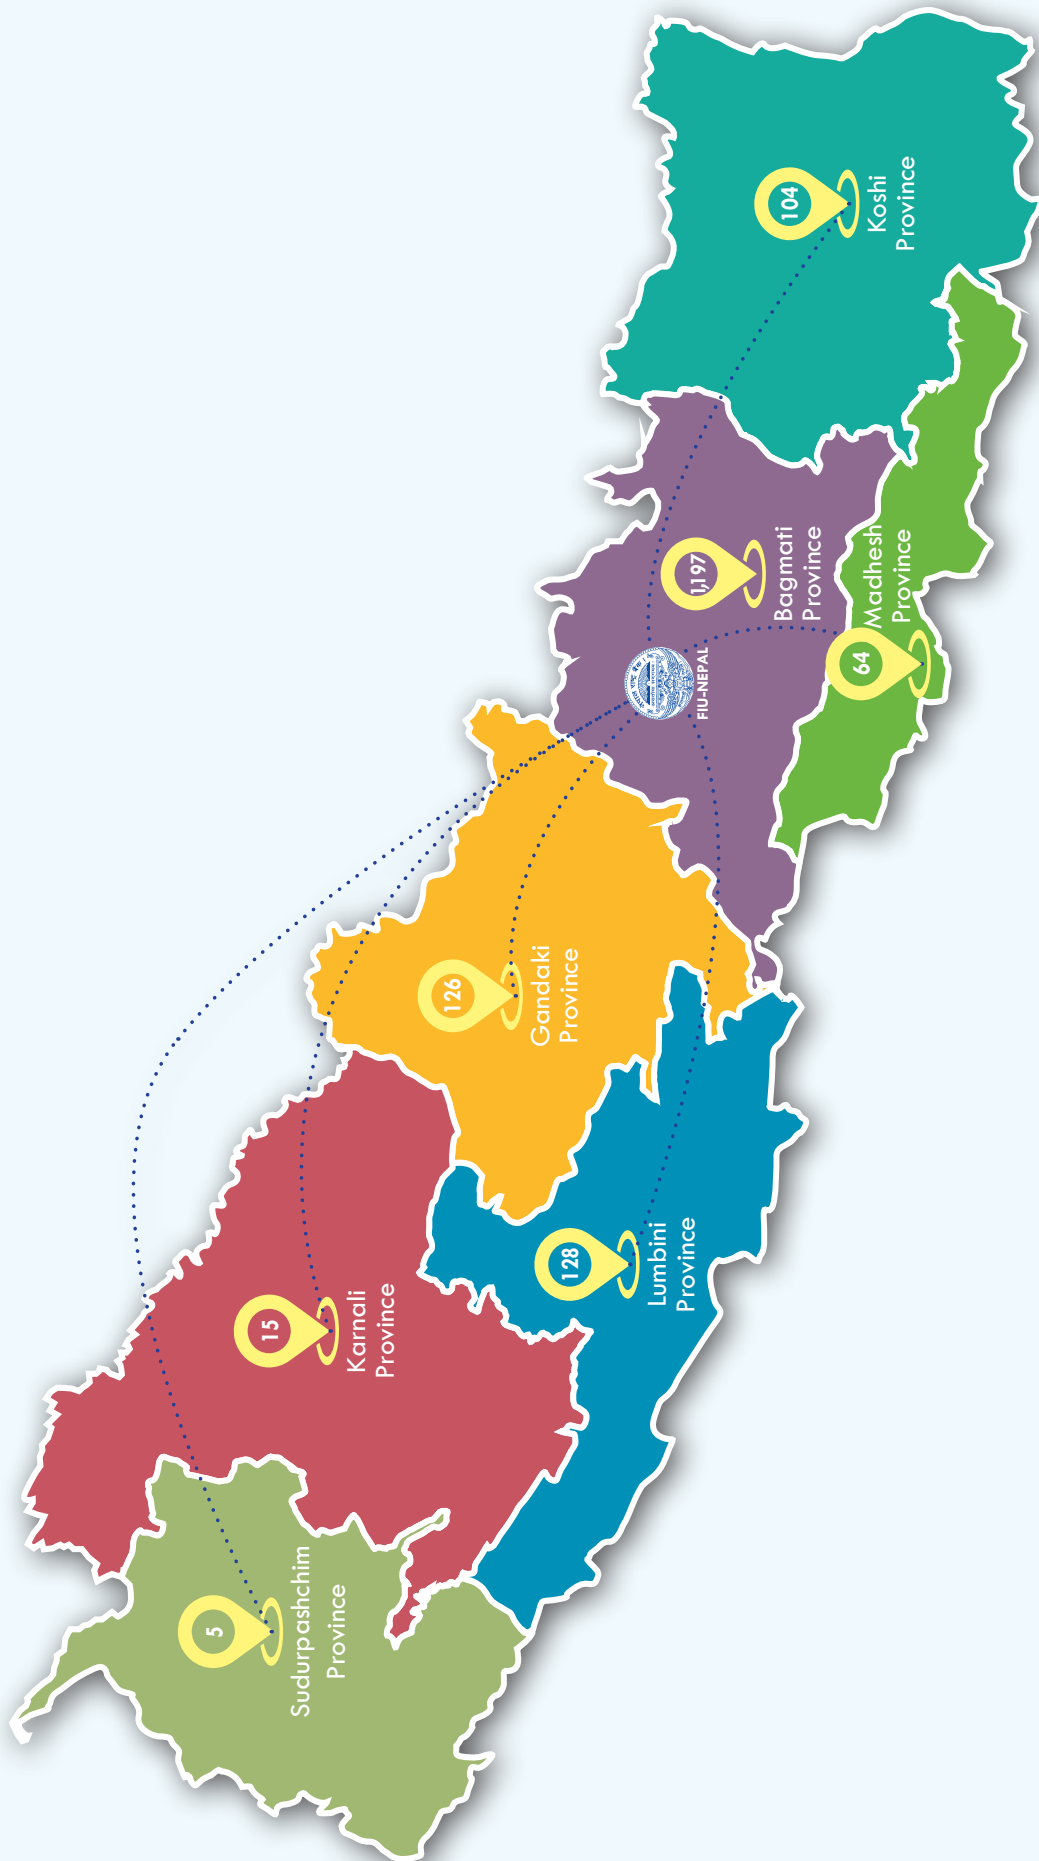 5
Sudurpashchim
Province
15
Karnali
Province
126
Gandaki
Province
128
Lumbini
Province
FIU-NEPAL
1,197
Bagmati
Province
64
Madhesh
Province
104
Koshi
Province